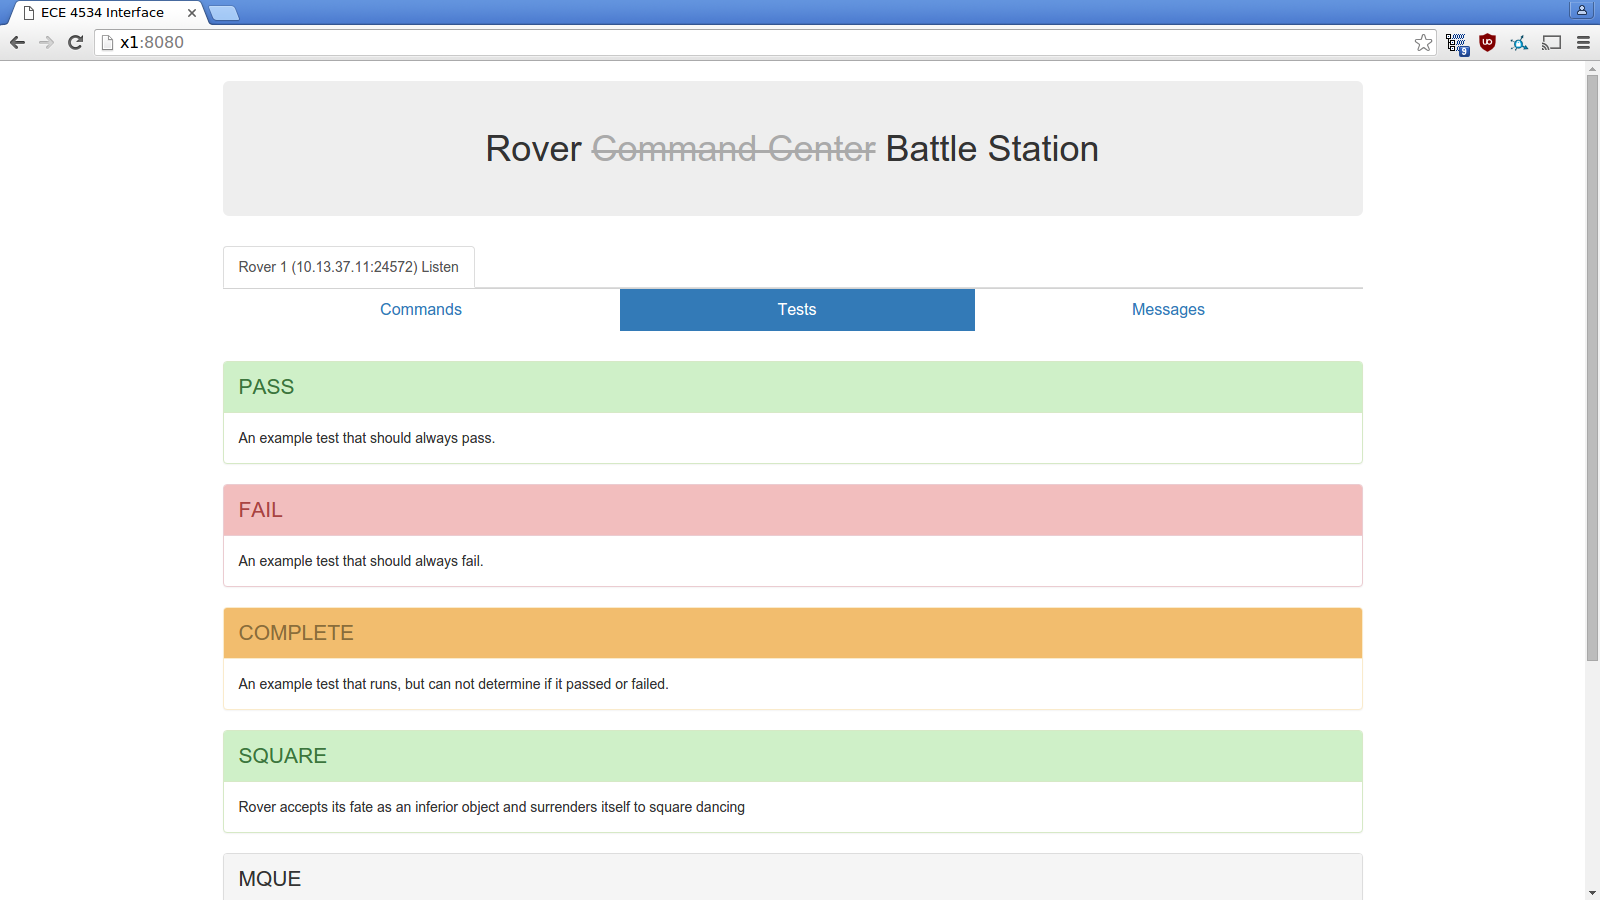 ECE 4534 Interface
x1:8080
9
Rover Command Center Battle Station
Rover 1 (10.13.37.11:24572) Listen
Commands Tests Messages
PASS
An example test that should always pass.
FAIL
An example test that should always fail.
COMPLETE
An example test that runs, but can not determine if it passed or failed.
SQUARE
Rover accepts its fate as an inferior object and surrenders itself to square dancing
MQUE